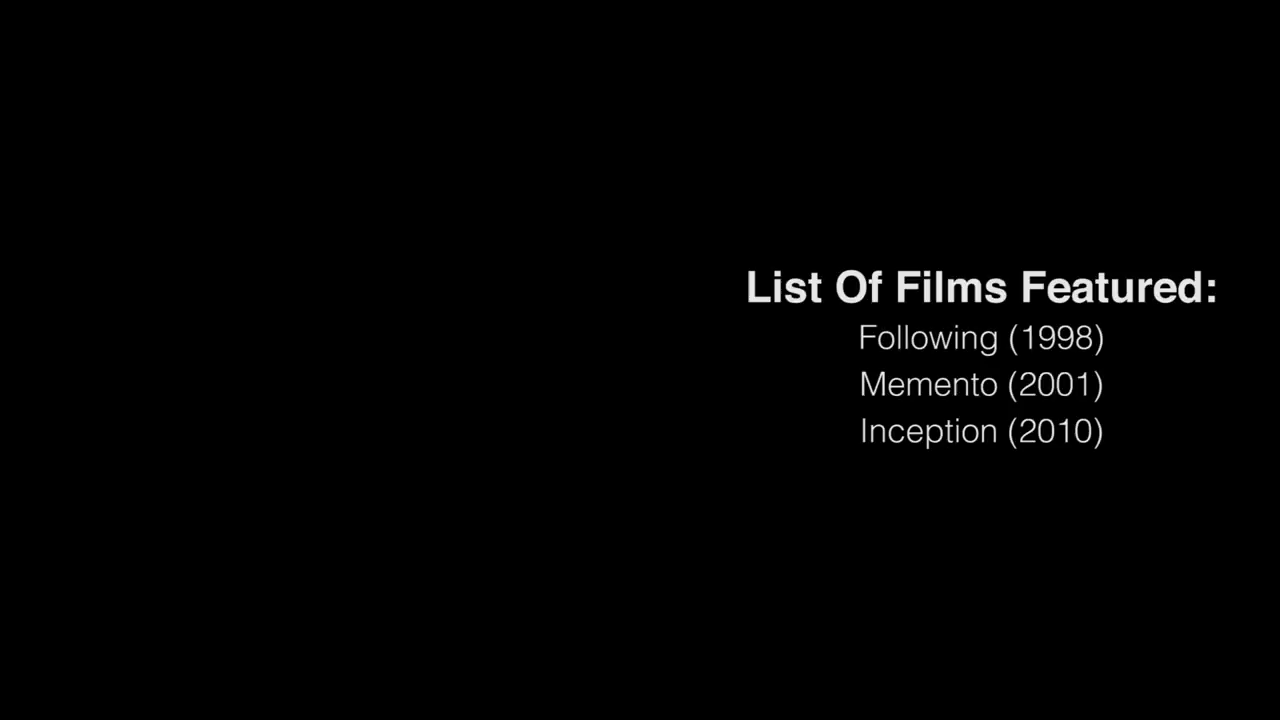 List Of Films Featured:
Following (1998)
Memento (2001)
Inception (2010)